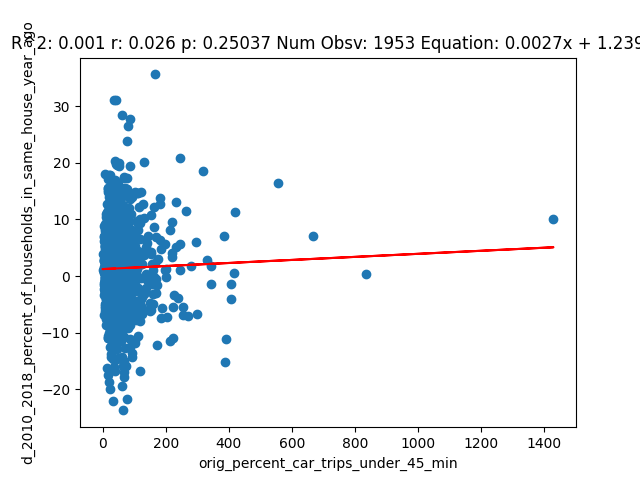 R^2: 0.001 r: 0.026 p: 0.25037 Num Obsv: 1953 Equation: 0.0027x + 1.239
d_2010_2018_percent_of_households_in_same_house_year_ago
30
20
10
0
−10
−20
0 200 400 600 800 1000 1200 1400
orig_percent_car_trips_under_45_min